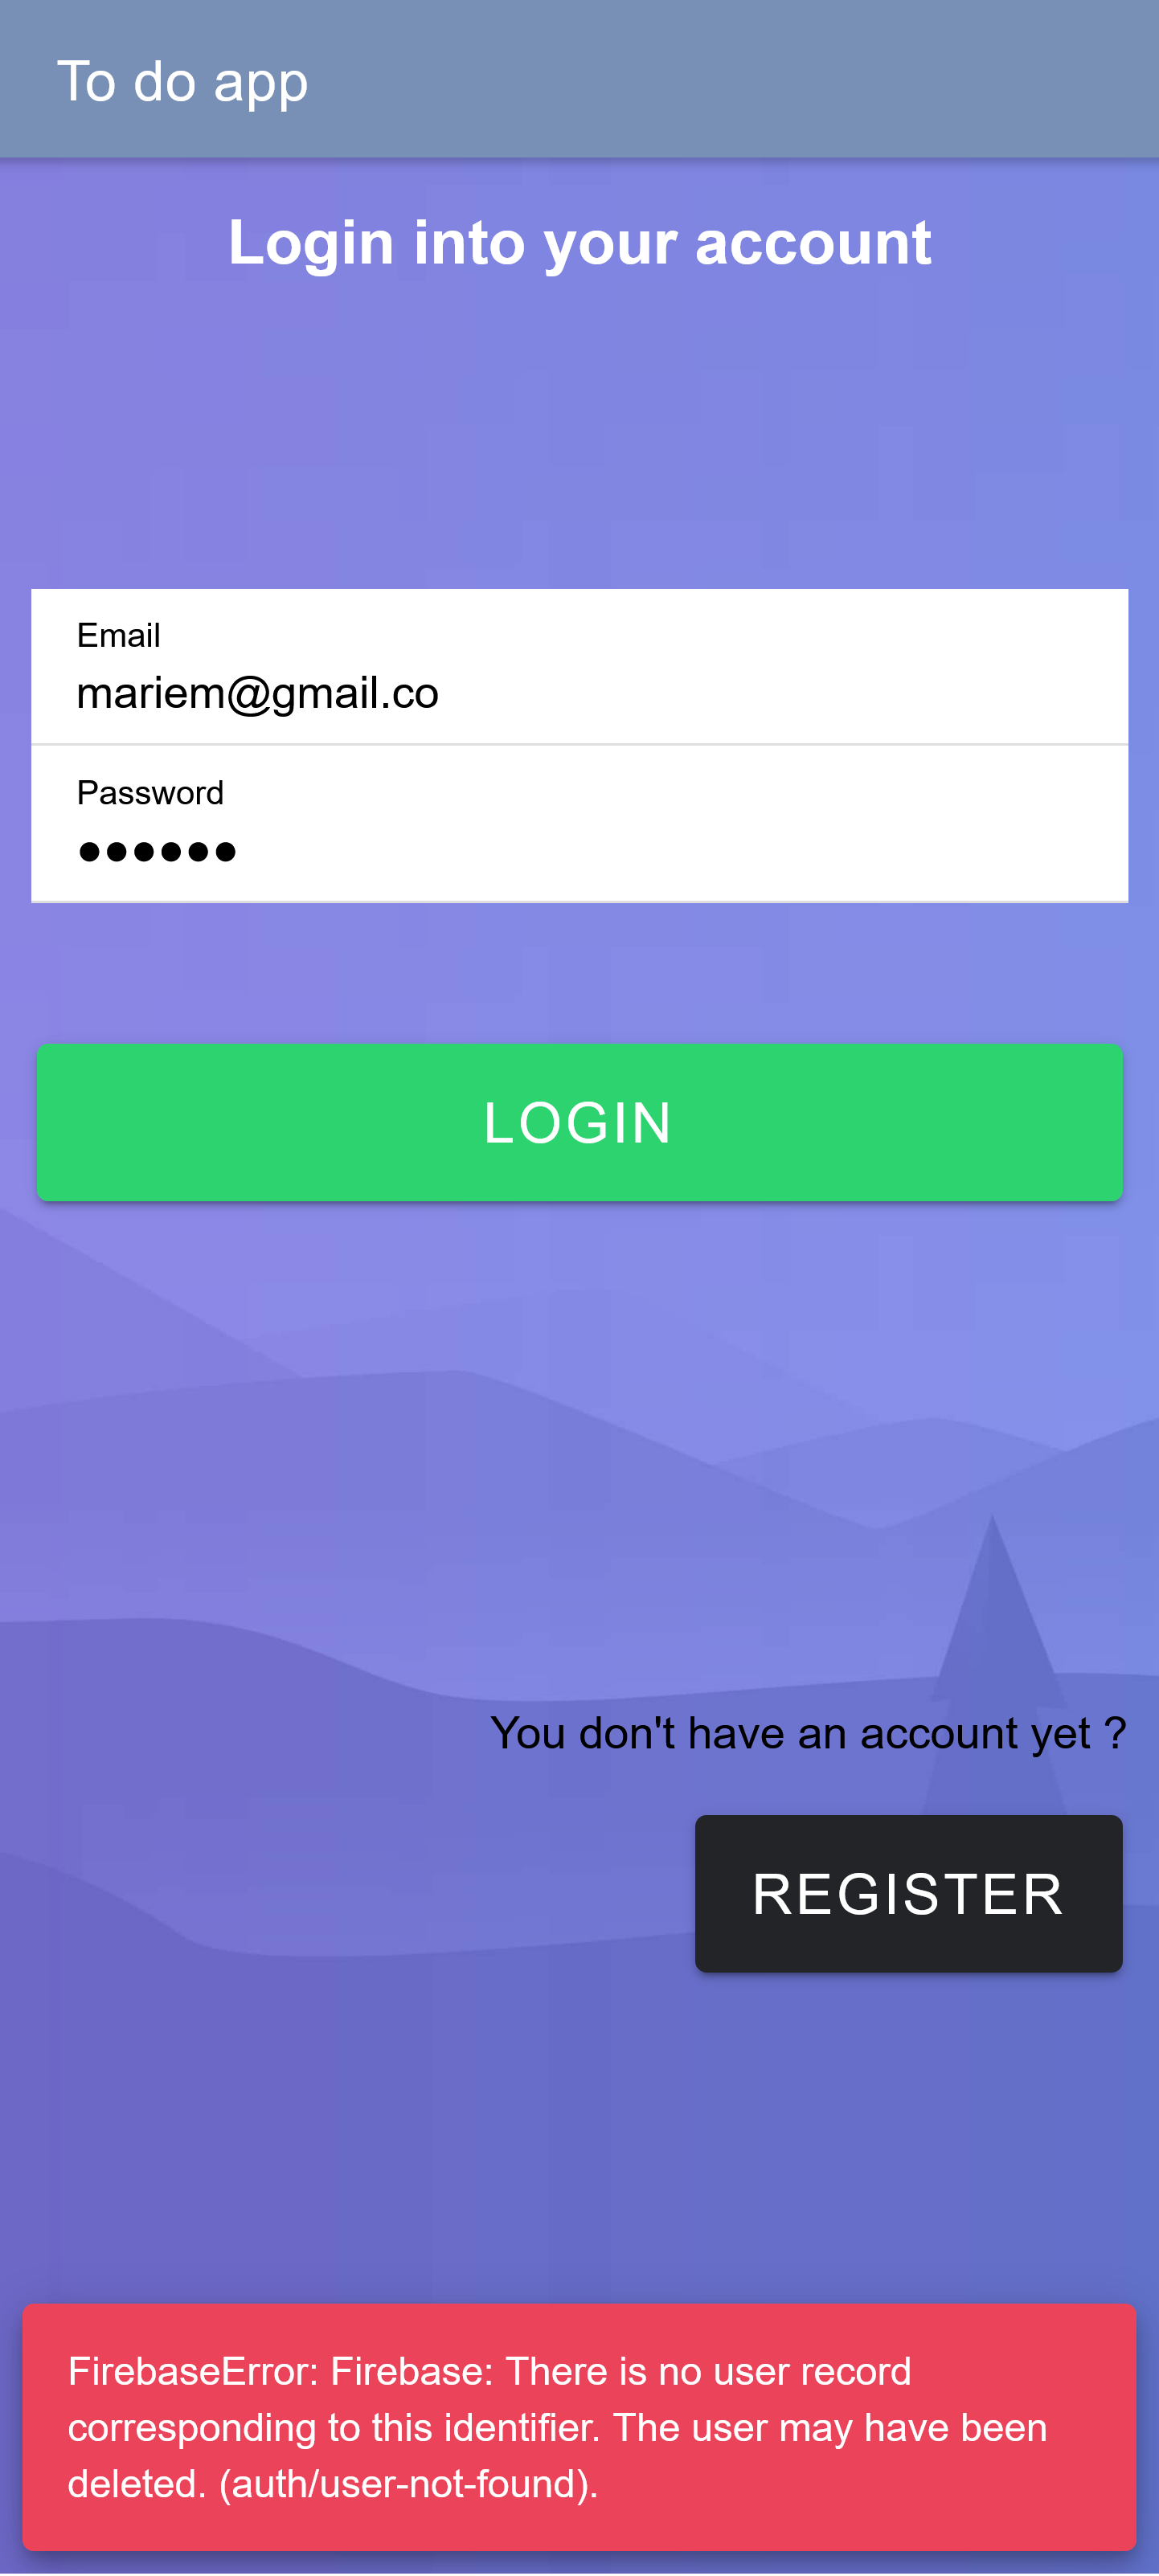 To do app
Login into your account
Email
mariem@gmail.co
Password
●●●●●●
LOGIN
You don't have an account yet ?
REGISTER
FirebaseError: Firebase: There is no user record
corresponding to this identifier. The user may have been
deleted. (auth/user-not-found).